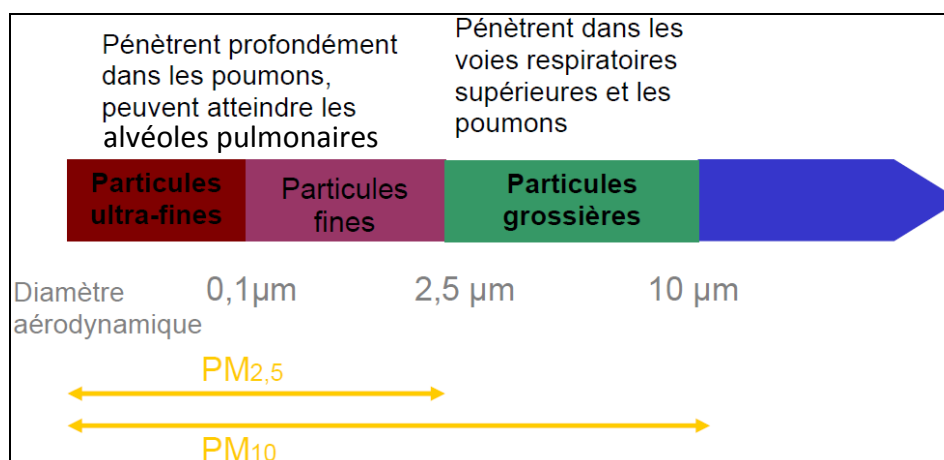 Pénètrent profondément
dans les poumons,
peuvent atteindre les
alvéoles pulmonaires
Pénètrent dans les
voies respiratoires
supérieures et les
poumons
Particules
ultra-fines
Particules
fines
Particules
grossières
Diamètre
aérodynamique
0,1µm
2,5 µm
10 µm
PM2,5
PM10